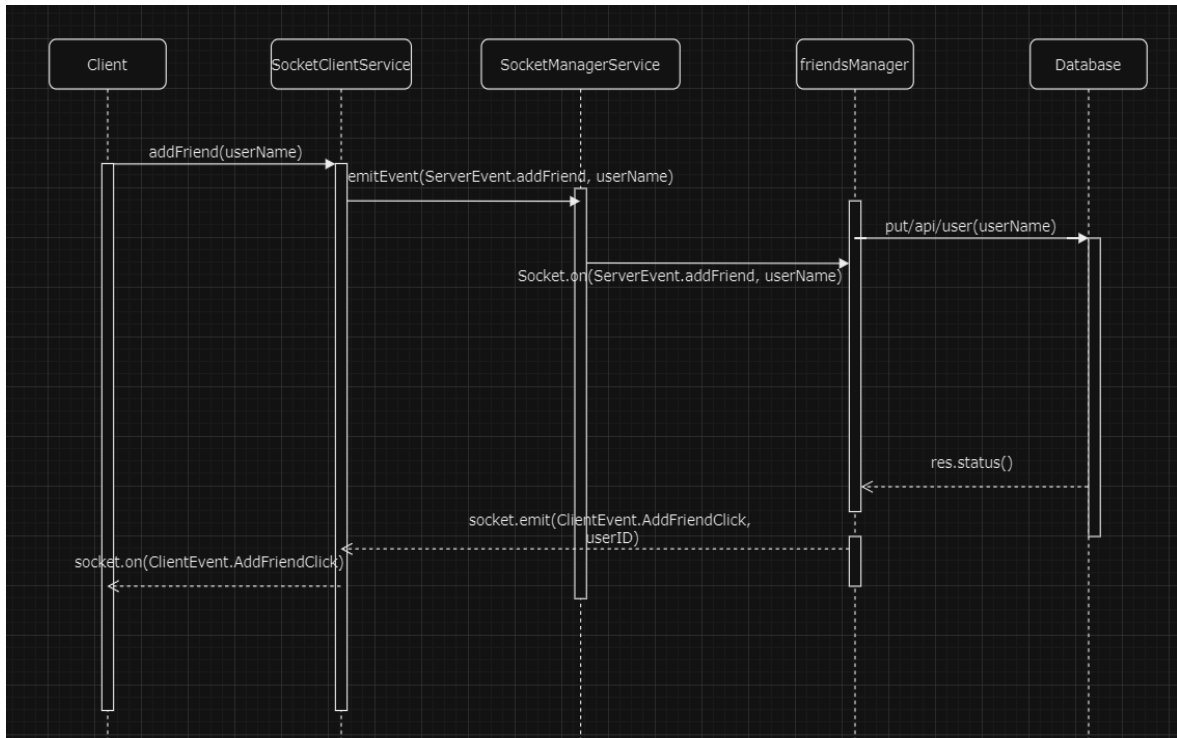 Client
SocketClientService
SocketManagerService
friendsManager
Database
addFriend(userName)
emitEvent(ServerEvent.addFriend, userName)
put/api/user(userName)
Socket.on(ServerEvent.addFriend, userName)
res.status()
socket.emit(ClientEvent.AddFriendClick,
userID)
socket.on(ClientEvent.AddFriendClick)